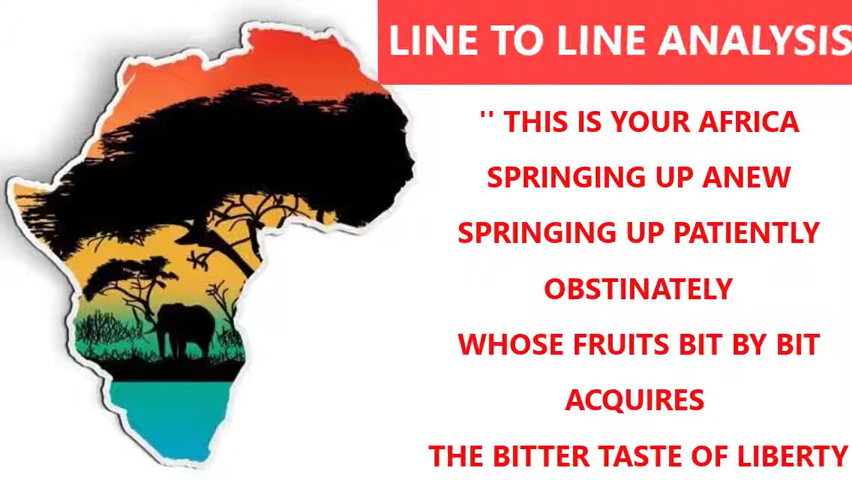 LINE TO LINE ANALYSIS
'' THIS IS YOUR AFRICA
SPRINGING UP ANEW
SPRINGING UP PATIENTLY
OBSTINATELY
WHOSE FRUITS BIT BY BIT
ACQUIRES
THE BITTER TASTE OF LIBERTY